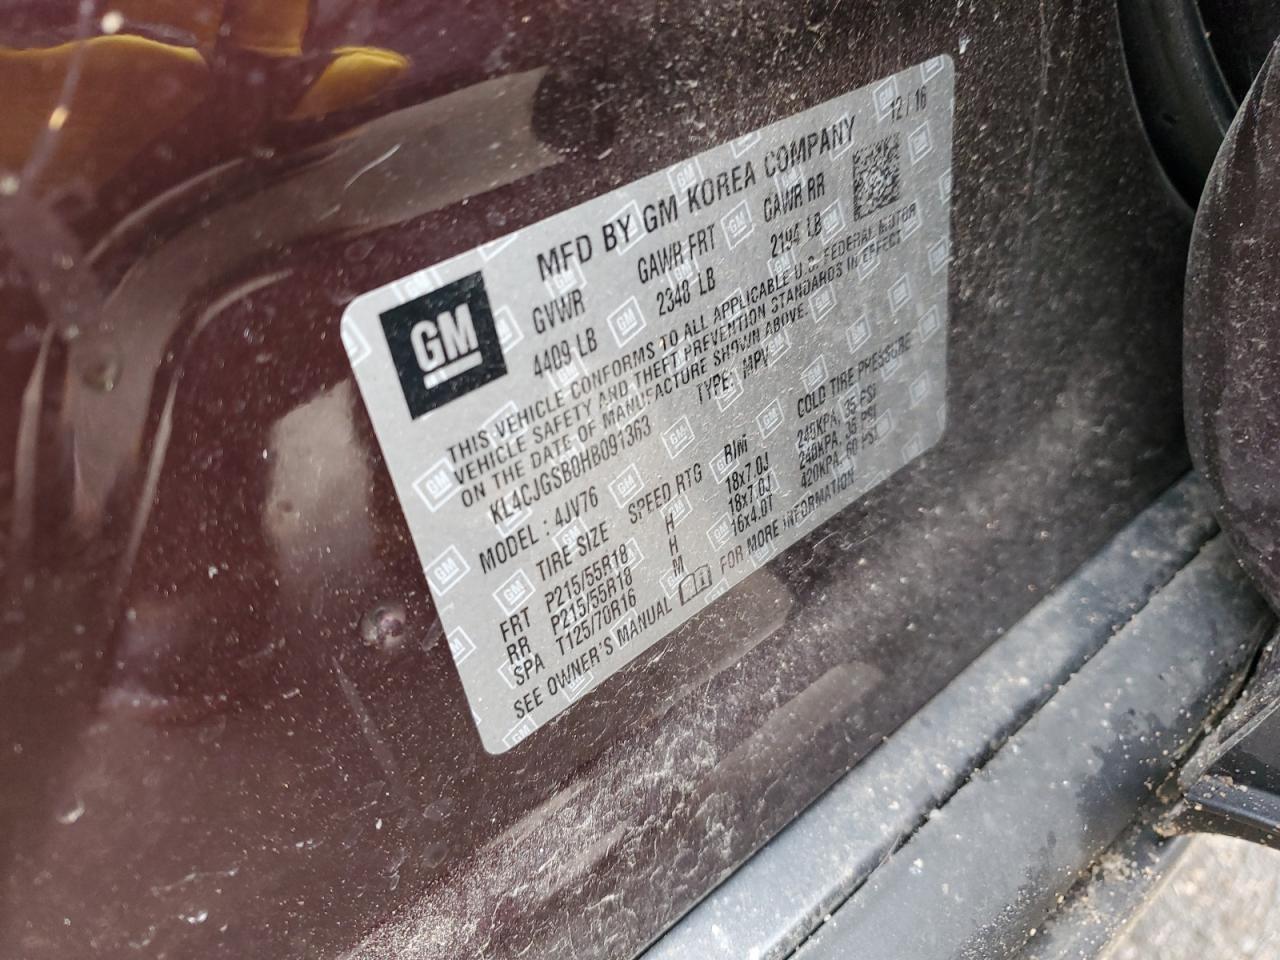 GM
MFD BY GM KOREA COMPANY 12 / 16
GVWR GAWR FRT GAWR RR
4409 LB 2348 LB 2194 LB
THIS VEHICLE CONFORMS TO ALL APPLICABLE U.S. FEDERAL MOTOR
VEHICLE SAFETY AND THEFT PREVENTION STANDARDS IN EFFECT
ON THE DATE OF MANUFACTURE SHOWN ABOVE.
KL4CJGSB0HB091363 TYPE: MPV
MODEL : 4JV76
TIRE SIZE SPEED RTG RIM COLD TIRE PRESSURE
FRT P215/55R18 H 18x7.0J 240KPA, 35 PSI
RR P215/55R18 H 18x7.0J 240KPA, 35 PSI
SPA T125/70R16 M 16x4.0T 420KPA, 60 PSI
SEE OWNER'S MANUAL FOR MORE INFORMATION